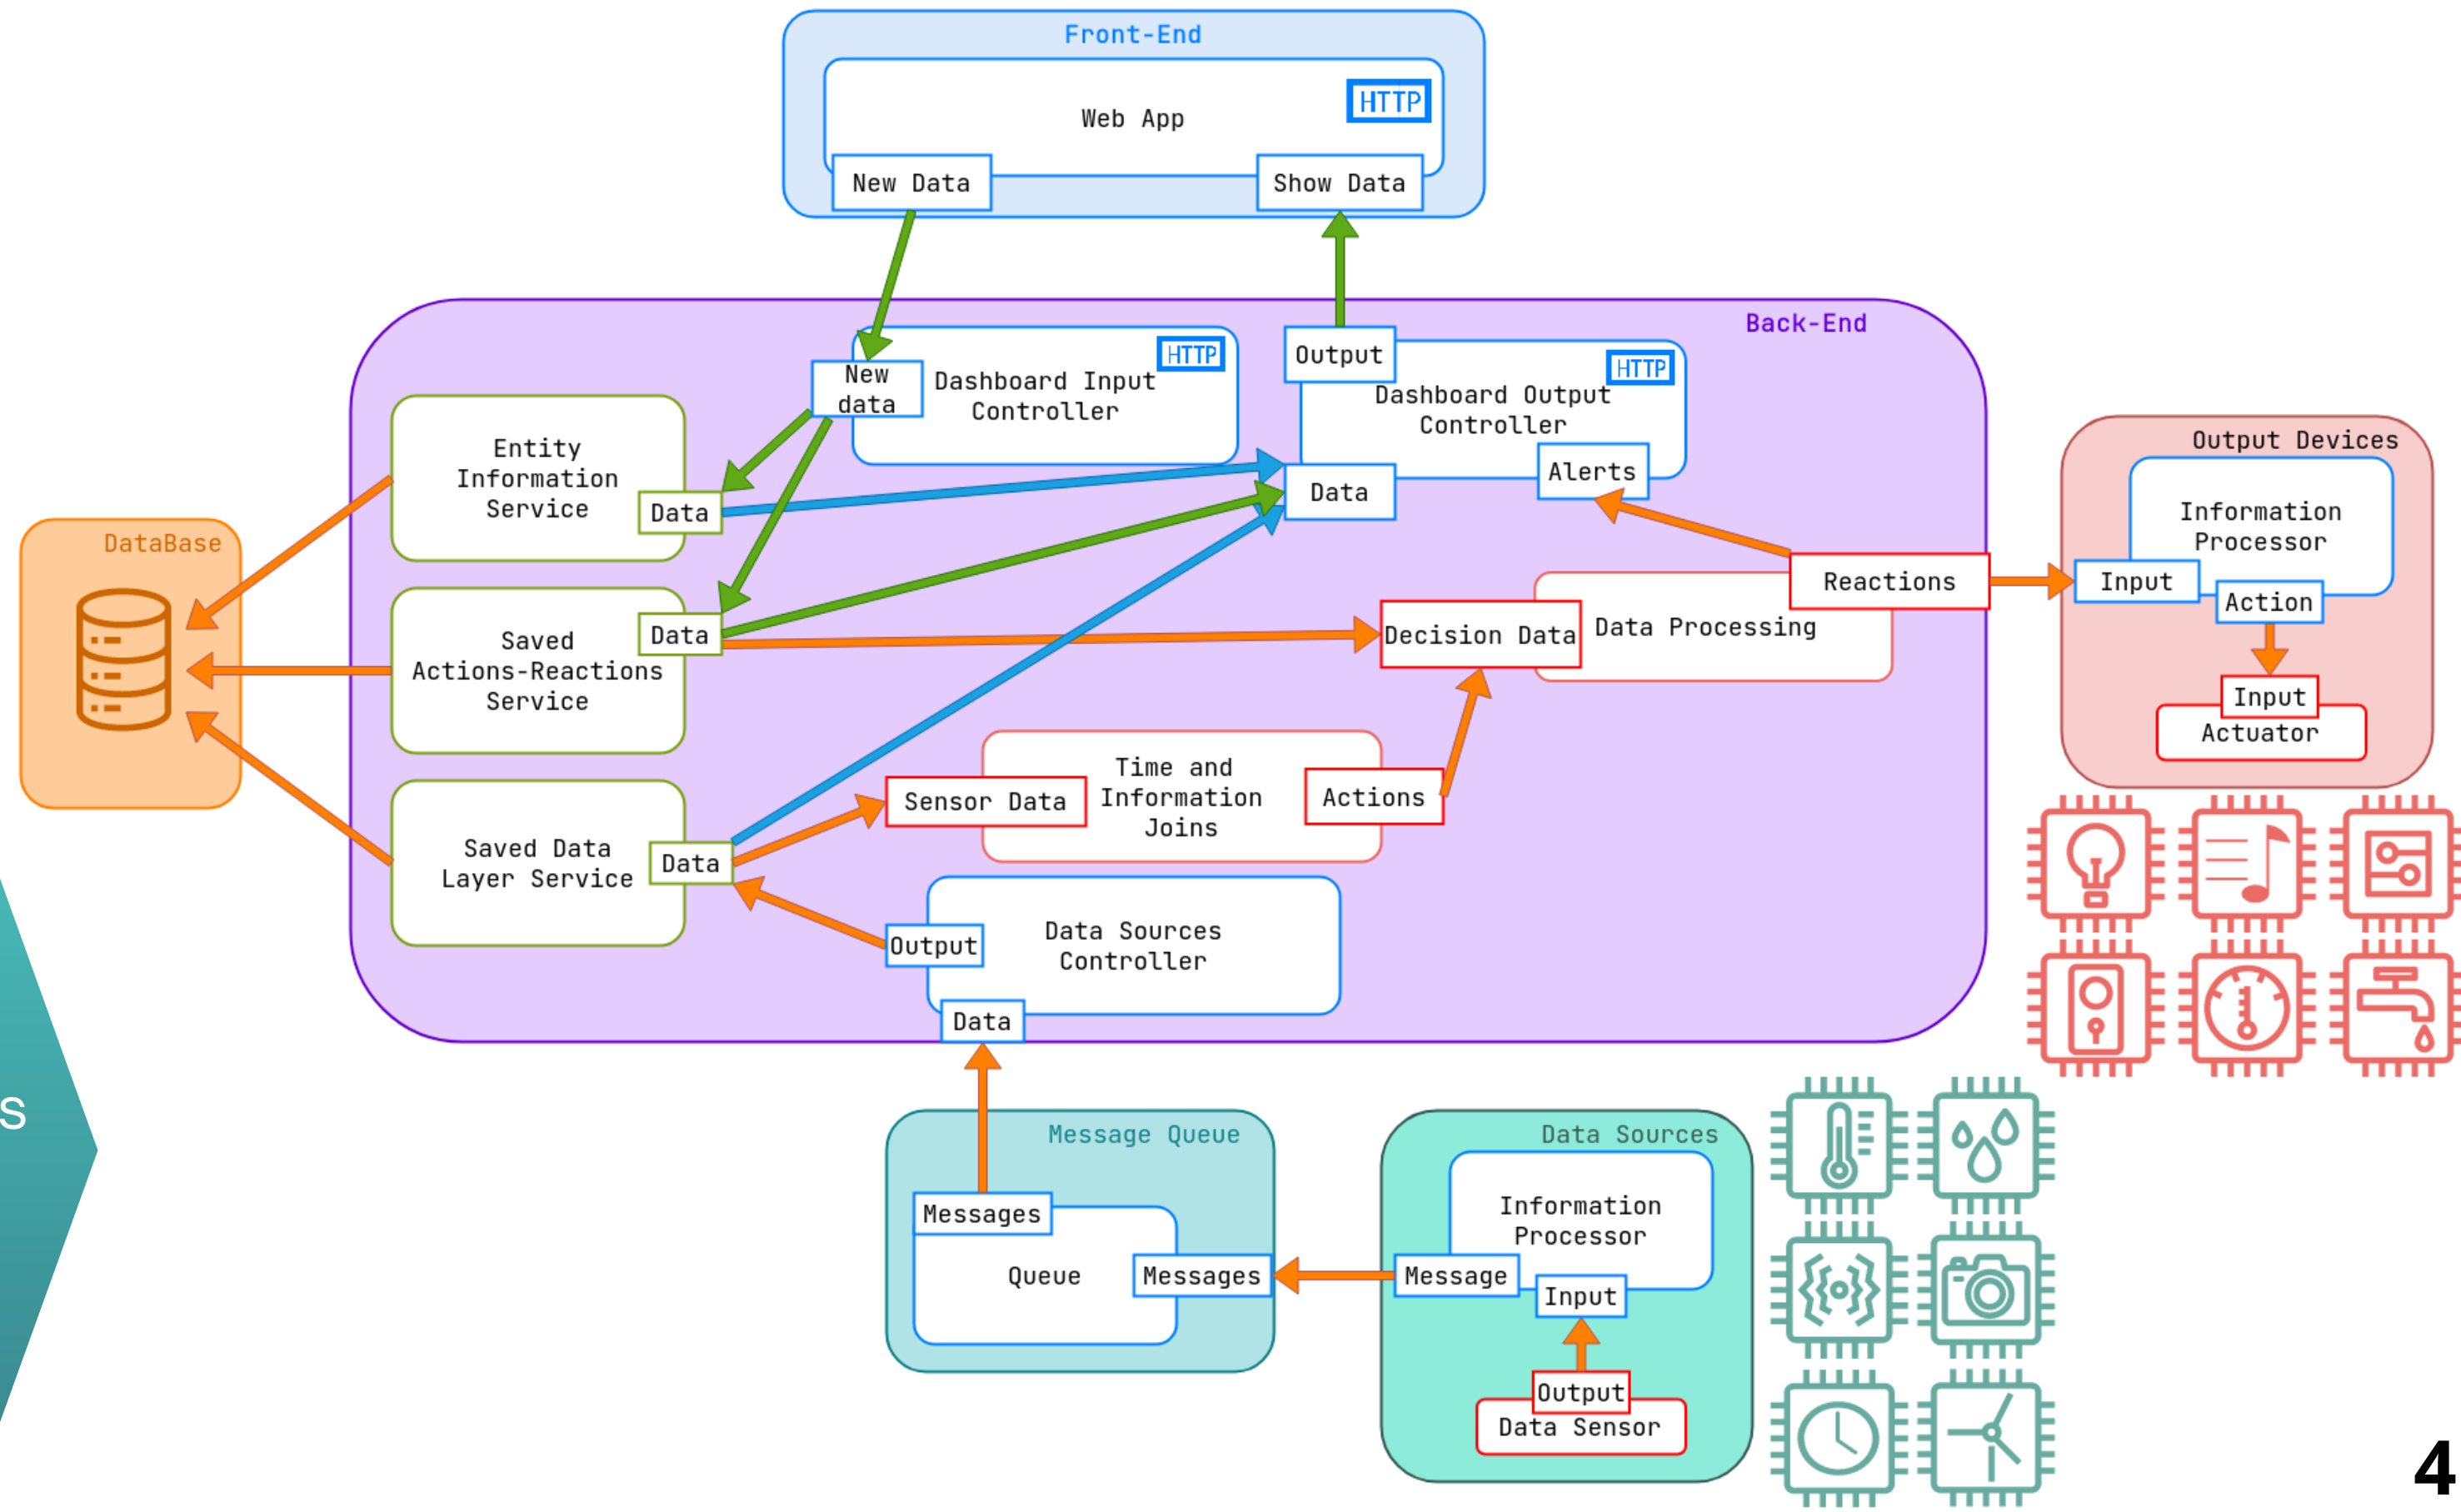 Front-End
HTTP
Web App
New Data
Show Data
Back-End
HTTP
New
data
Dashboard Input
Controller
Output
HTTP
Dashboard Output
Controller
Alerts
Data
Entity
Information
Service
Data
DataBase
Saved
Actions-Reactions
Service
Data
Decision Data
Data Processing
Reactions
Output Devices
Information
Processor
Input
Action
Input
Actuator
Sensor Data
Time and
Information
Joins
Actions
Saved Data
Layer Service
Data
Output
Data Sources
Controller
Data
s
Message Queue
Messages
Queue
Messages
Data Sources
Information
Processor
Message
Input
Output
Data Sensor
4